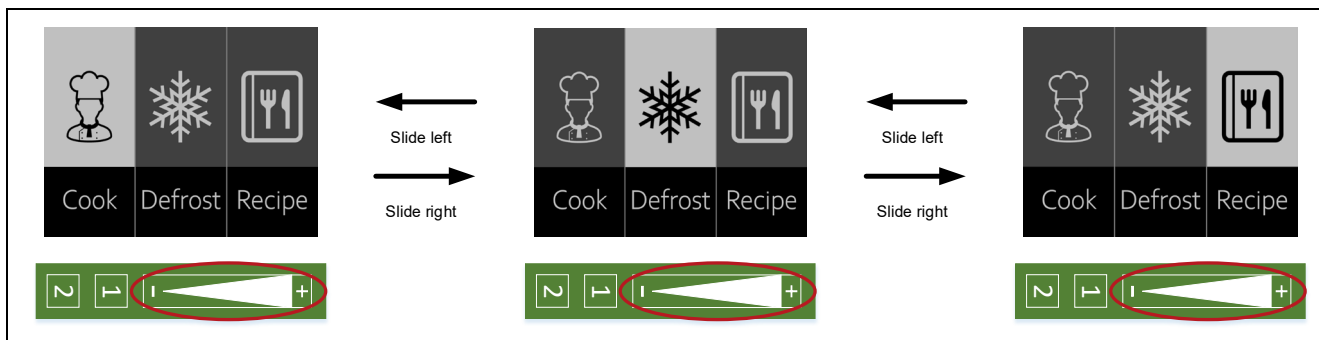 Slide left
Slide left
Slide right
Slide right
Cook Defrost Recipe
Cook Defrost Recipe
Cook Defrost Recipe
2 1 - +
2 1 - +
2 1 - +